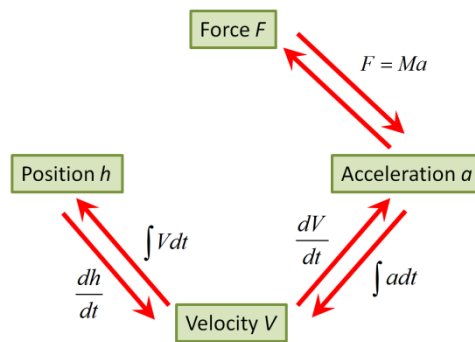 Force F
F = Ma
Position h
Acceleration a
∫Vdt
dV/dt
dh/dt
∫adt
Velocity V